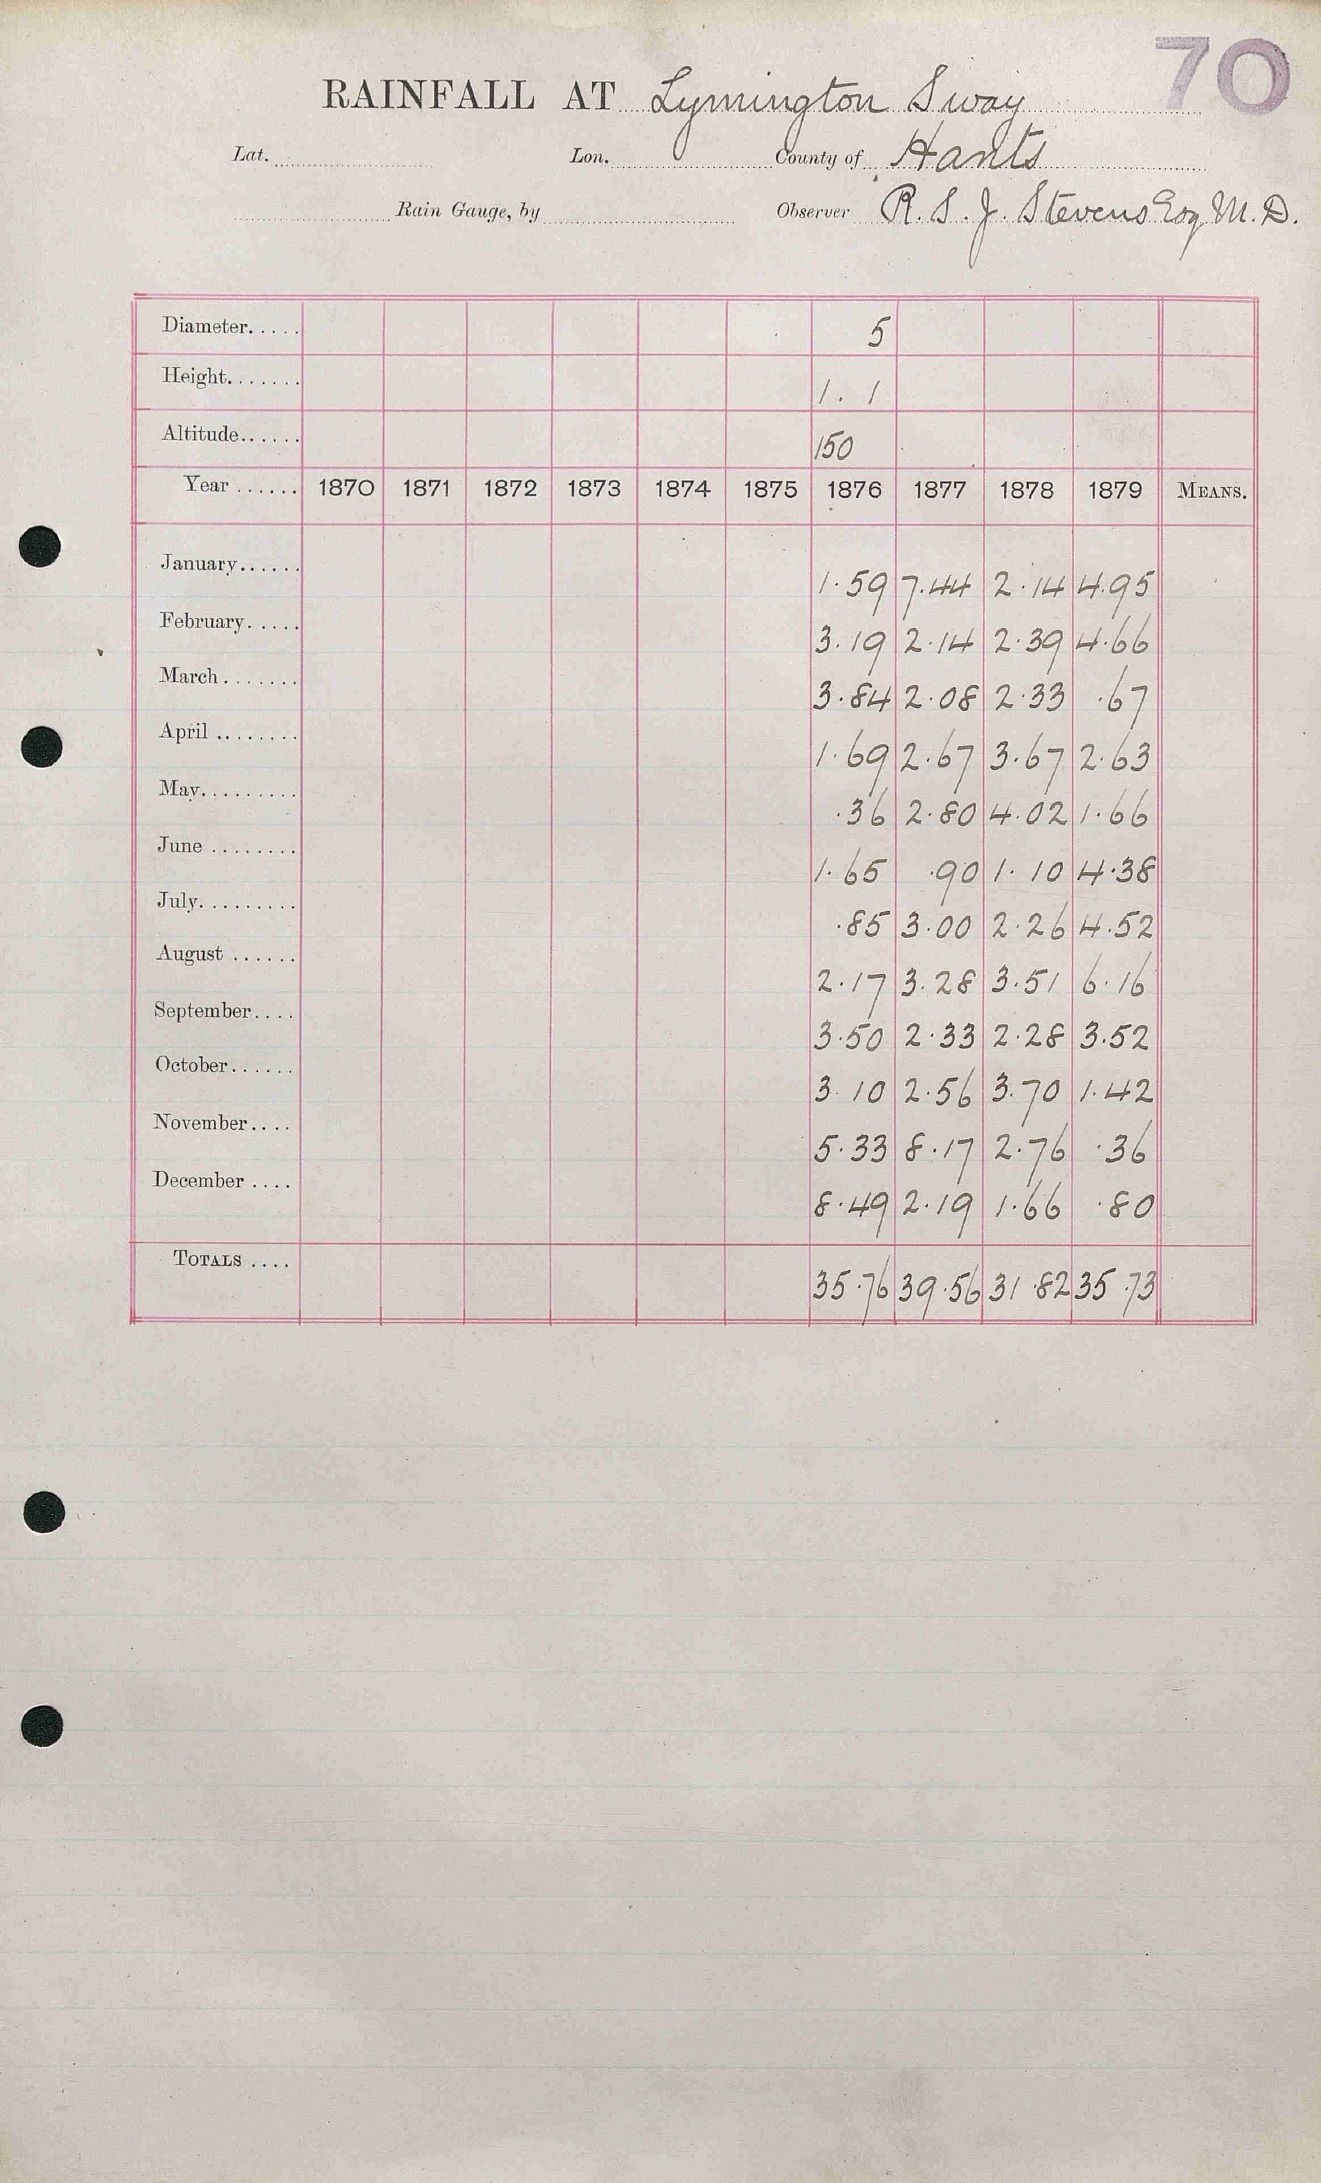 70
RAINFALL AT Lymington Sway
Lat. Lon. County of Hants
Rain Gauge, by Observer R. S. J. Stevens Esq M.D.
Diameter..... 5
Height....... 1. 1
Altitude...... 150
Year ...... 1870 1871 1872 1873 1874 1875 1876 1877 1878 1879 MEANS.
January...... 1.59 7.44 2.14 4.95
February..... 3.19 2.14 2.39 4.66
March....... 3.84 2.08 2.33 .67
April ........ 1.69 2.67 3.67 2.63
May......... .36 2.80 4.02 1.66
June ........ 1.65 .90 1.10 4.38
July......... .85 3.00 2.26 4.52
August ...... 2.17 3.28 3.51 6.16
September.... 3.50 2.33 2.28 3.52
October...... 3.10 2.56 3.70 1.42
November.... 5.33 8.17 2.76 .36
December .... 8.49 2.19 1.66 .80
TOTALS .... 35.76 39.56 31.82 35.73